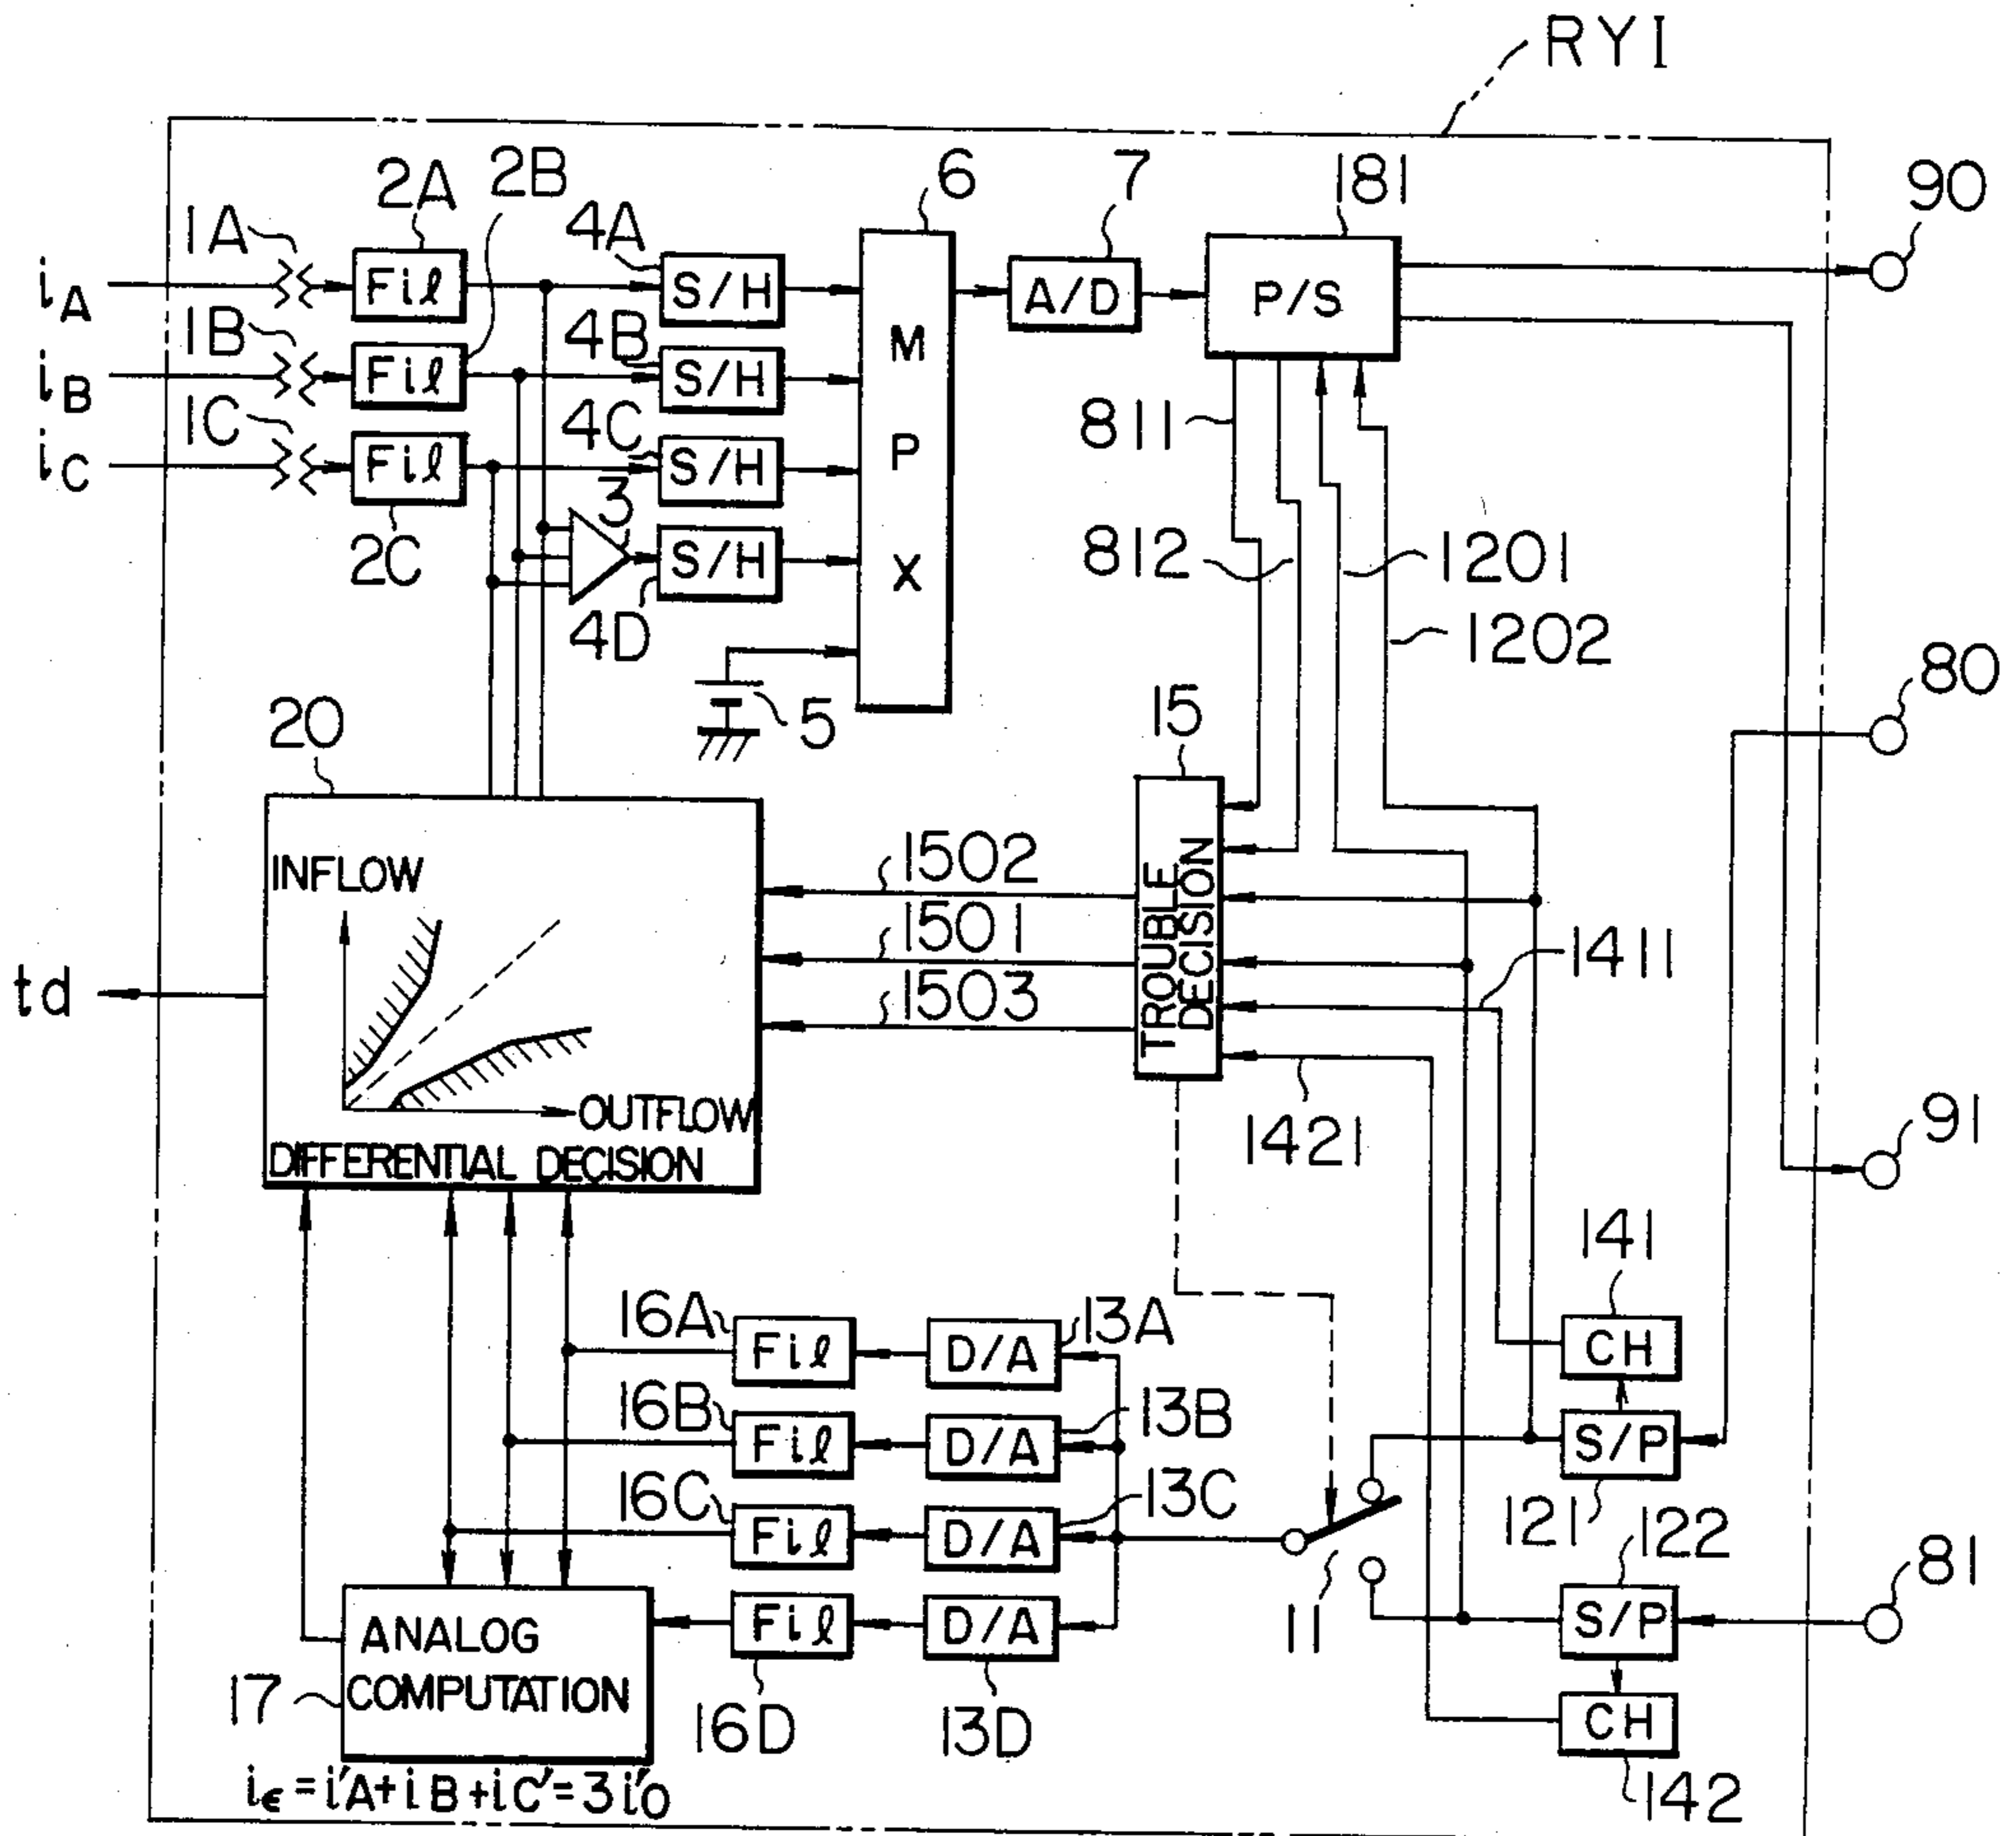 RYI
2A
2B
6
7
181
90
1A
4A
iA
Fil
S/H
M
P
X
A/D
P/S
1B
4B
iB
Fil
S/H
1C
4C
iC
Fil
S/H
811
3
2C
S/H
812
1201
4D
1202
80
5
20
15
INFLOW
1502
TROUBLE
DECISION
1501
1411
td
1503
OUTFLOW
1421
91
DIFFERENTIAL DECISION
141
16A
Fil
D/A
13A
CH
16B
Fil
D/A
13B
S/P
16C
Fil
D/A
13C
121
122
81
11
ANALOG
COMPUTATION
Fil
D/A
S/P
17
16D
13D
CH
142
iϵ = i'A + iB + iC' = 3i'0